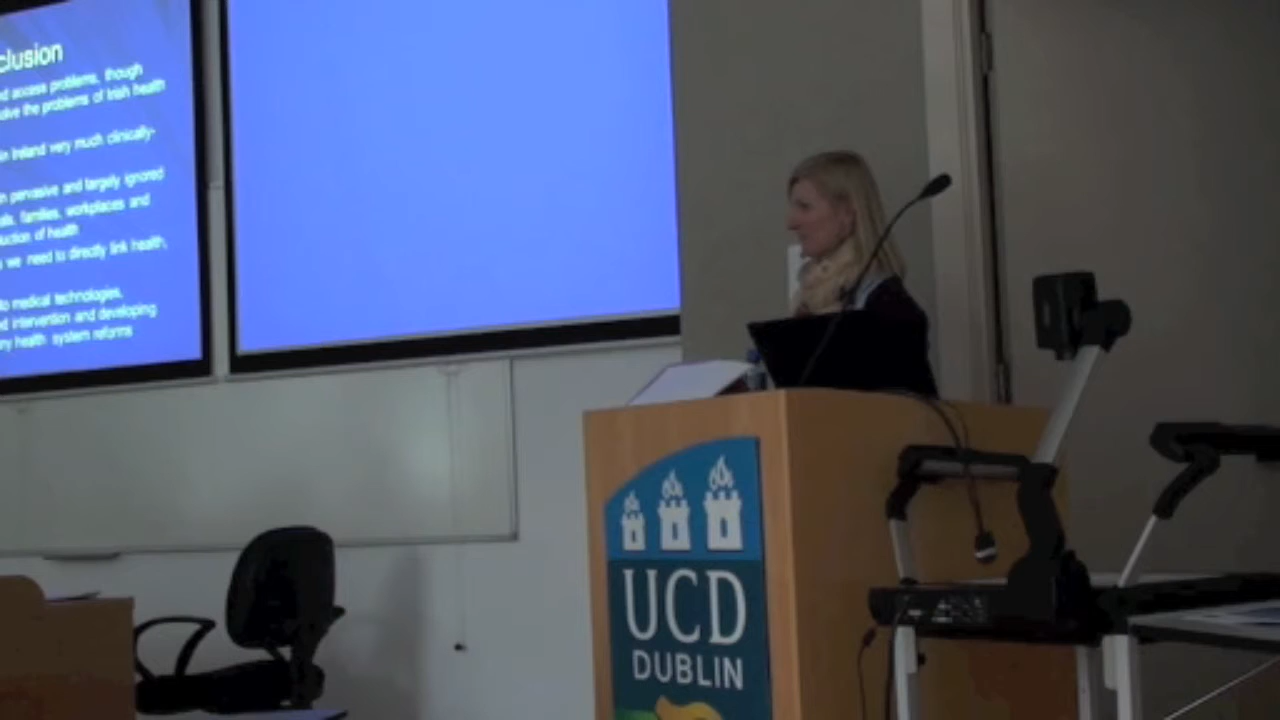 clusion
d access problems, though
olve the problems of Irish health
in Ireland very much clinically-
n pervasive and largely ignored
als, families, workplaces and
uction of health
we need to directly link health,
to medical technologies,
d intervention and developing
ny health system reforms
UCD
DUBLIN